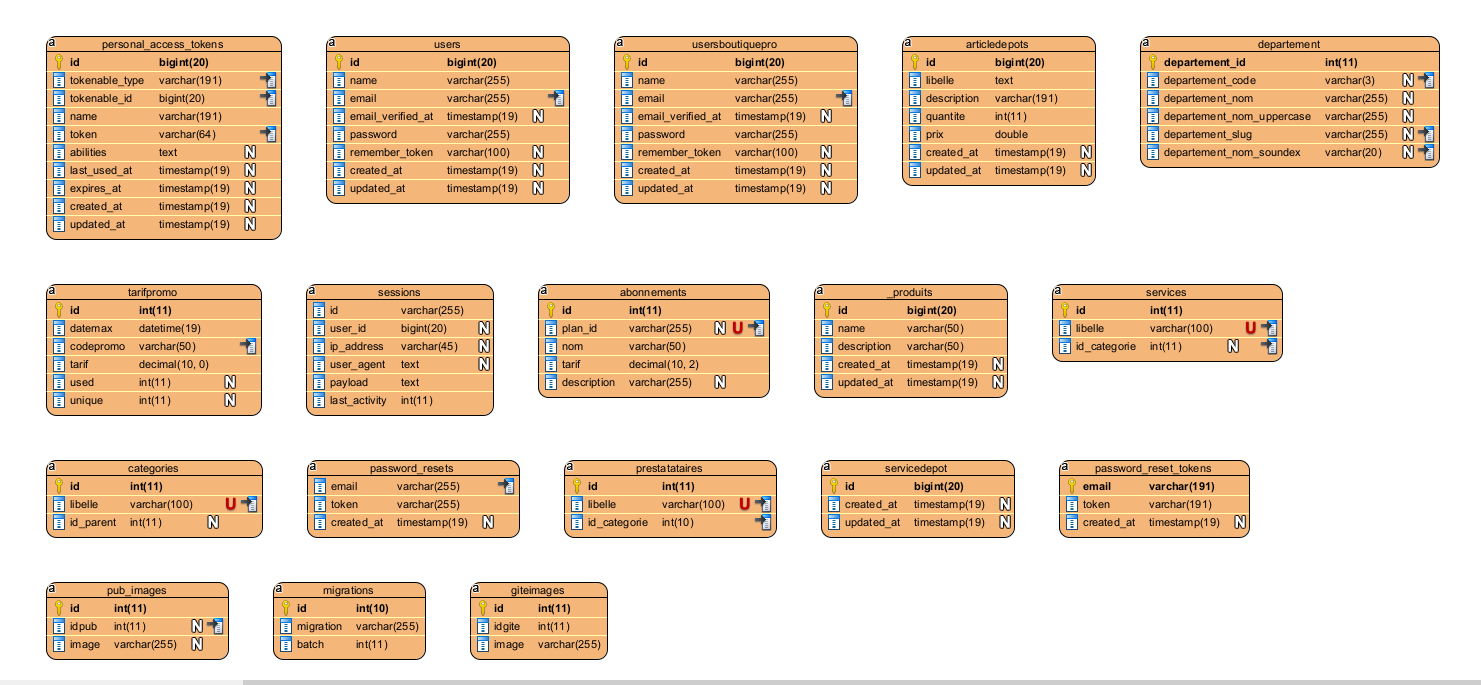 a personal_access_tokens
id bigint(20)
tokenable_type varchar(191)
tokenable_id bigint(20)
name varchar(191)
token varchar(64)
abilities text N
last_used_at timestamp(19) N
expires_at timestamp(19) N
created_at timestamp(19) N
updated_at timestamp(19) N
a users
id bigint(20)
name varchar(255)
email varchar(255)
email_verified_at timestamp(19) N
password varchar(255)
remember_token varchar(100) N
created_at timestamp(19) N
updated_at timestamp(19) N
a usersboutiquepro
id bigint(20)
name varchar(255)
email varchar(255)
email_verified_at timestamp(19) N
password varchar(255)
remember_token varchar(100) N
created_at timestamp(19) N
updated_at timestamp(19) N
a articledepots
id bigint(20)
libelle text
description varchar(191)
quantite int(11)
prix double
created_at timestamp(19) N
updated_at timestamp(19) N
a departement
departement_id int(11)
departement_code varchar(3) N
departement_nom varchar(255) N
departement_nom_uppercase varchar(255) N
departement_slug varchar(255) N
departement_nom_soundex varchar(20) N
a tarifpromo
id int(11)
datemax datetime(19)
codepromo varchar(50)
tarif decimal(10, 0)
used int(11) N
unique int(11) N
a sessions
id varchar(255)
user_id bigint(20) N
ip_address varchar(45) N
user_agent text N
payload text
last_activity int(11)
a abonnements
id int(11)
plan_id varchar(255) N U
nom varchar(50)
tarif decimal(10, 2)
description varchar(255) N
a _produits
id bigint(20)
name varchar(50)
description varchar(50)
created_at timestamp(19) N
updated_at timestamp(19) N
a services
id int(11)
libelle varchar(100) U
id_categorie int(11) N
a categories
id int(11)
libelle varchar(100) U
id_parent int(11) N
a password_resets
email varchar(255)
token varchar(255)
created_at timestamp(19) N
a prestatataires
id int(11)
libelle varchar(100) U
id_categorie int(10)
a servicedepot
id bigint(20)
created_at timestamp(19) N
updated_at timestamp(19) N
a password_reset_tokens
email varchar(191)
token varchar(191)
created_at timestamp(19) N
a pub_images
id int(11)
idpub int(11) N
image varchar(255) N
a migrations
id int(10)
migration varchar(255)
batch int(11)
a giteimages
id int(11)
idgite int(11)
image varchar(255)